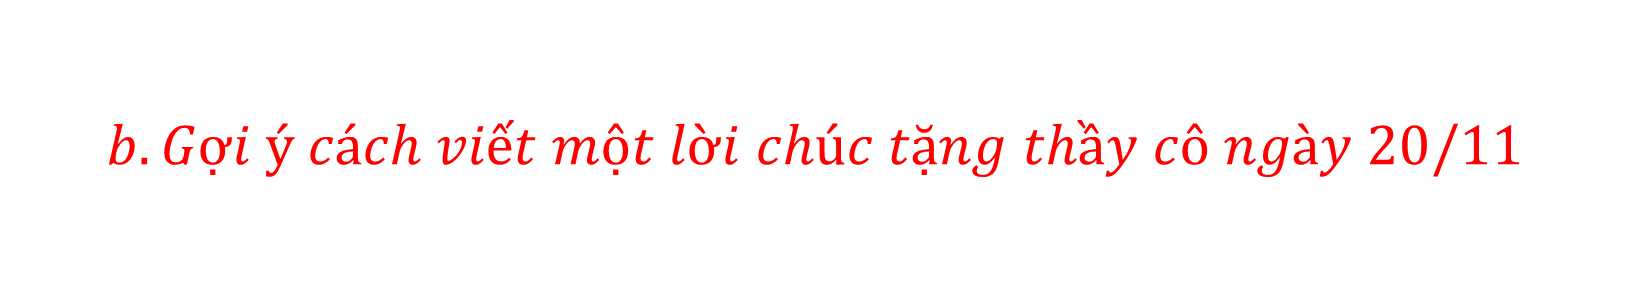 b. Gợi ý cách viết một lời chúc tặng thầy cô ngày 20/11